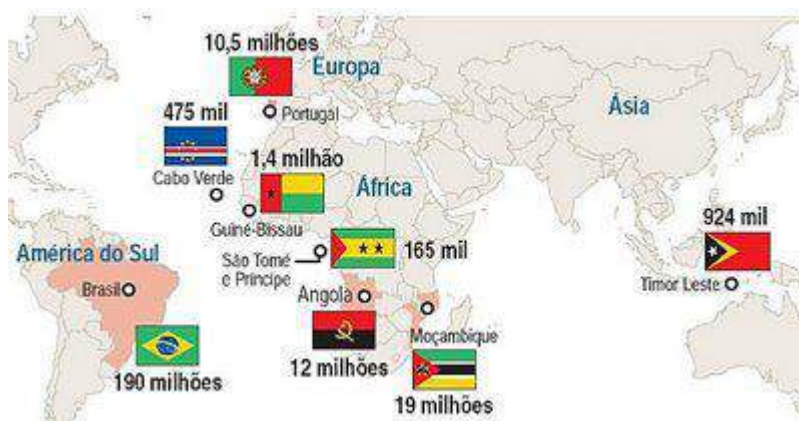 10,5 milhões
Europa
Ásia
Portugal
475 mil
Cabo Verde
1,4 milhão
África
Guiné-Bissau
América do Sul
São Tomé
e Príncipe
165 mil
924 mil
Timor Leste
Brasil
Angola
Moçambique
190 milhões
12 milhões
19 milhões